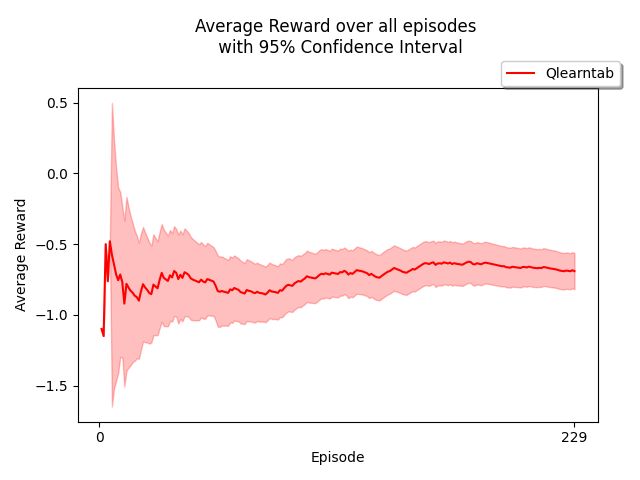 Average Reward over all episodes
with 95% Confidence Interval
Qlearntab
0.5
0.0
−0.5
−1.0
−1.5
Average Reward
0
229
Episode